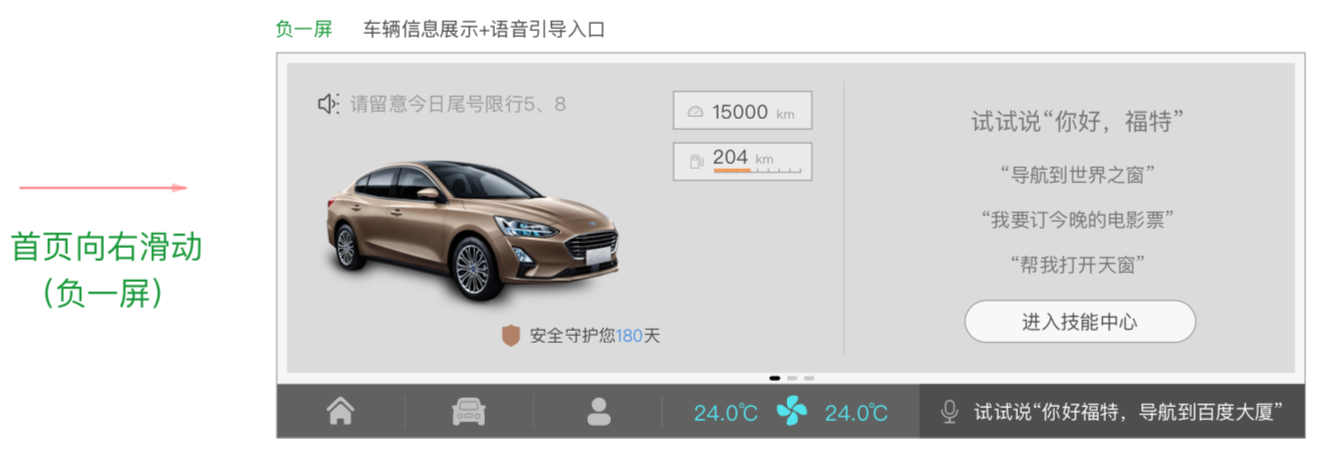 负一屏 车辆信息展示+语音引导入口
首页向右滑动
（负一屏）
请留意今日尾号限行5、8
15000 km
204 km
安全守护您180天
试试说“你好，福特”
“导航到世界之窗”
“我要订今晚的电影票”
“帮我打开天窗”
进入技能中心
24.0℃ 24.0℃
试试说“你好福特，导航到百度大厦”